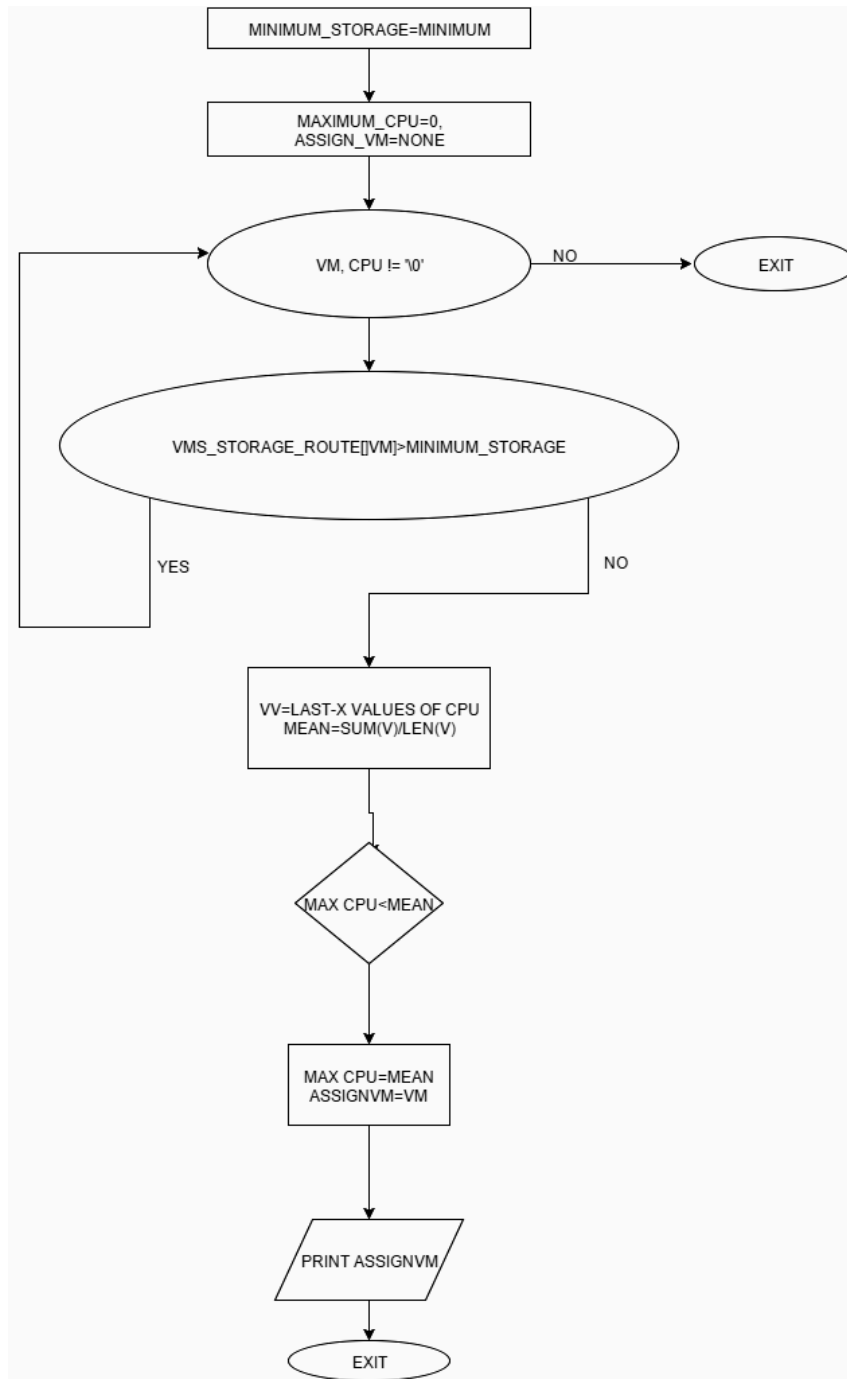 MINIMUM_STORAGE=MINIMUM
MAXIMUM_CPU=0,
ASSIGN_VM=NONE
VM, CPU != '\0'
NO
EXIT
VMS_STORAGE_ROUTE[]VM]>MINIMUM_STORAGE
YES
NO
VV=LAST-X VALUES OF CPU
MEAN=SUM(V)/LEN(V)
MAX CPU<MEAN
MAX CPU=MEAN
ASSIGNVM=VM
PRINT ASSIGNVM
EXIT